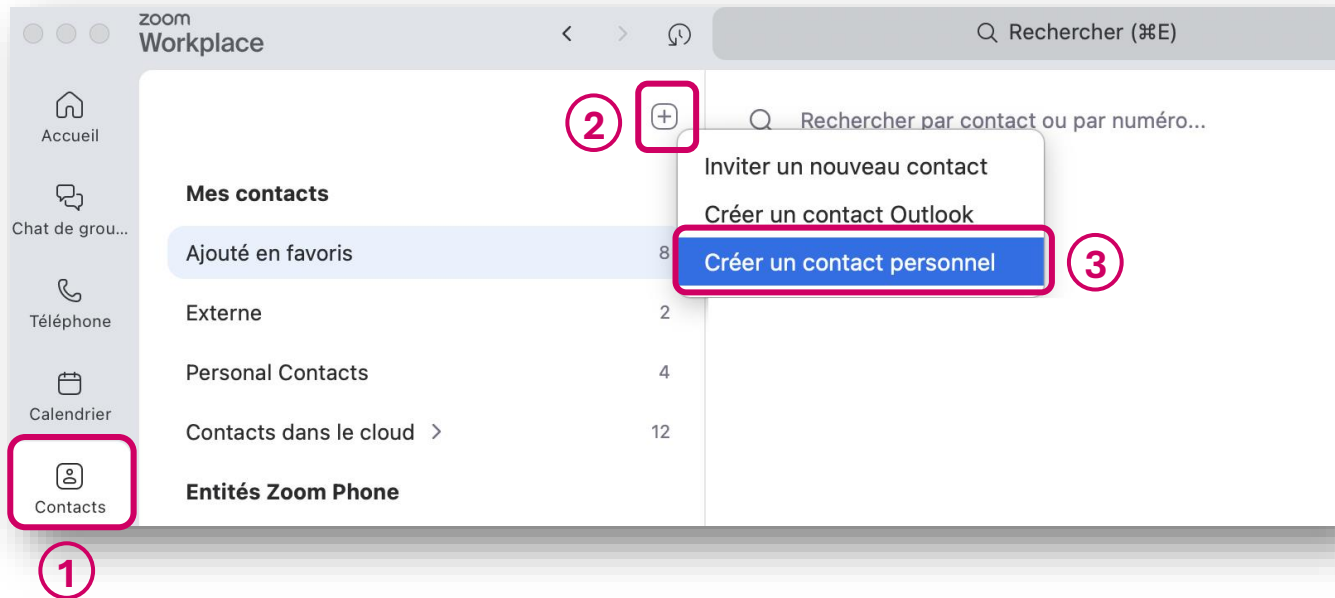 zoom
Workplace
Rechercher (⌘E)
Accueil
Chat de grou...
Téléphone
Calendrier
Contacts
1
2
Rechercher par contact ou par numéro...
Mes contacts
Ajouté en favoris 8
Externe 2
Personal Contacts 4
Contacts dans le cloud > 12
Entités Zoom Phone
Inviter un nouveau contact
Créer un contact Outlook
Créer un contact personnel
3